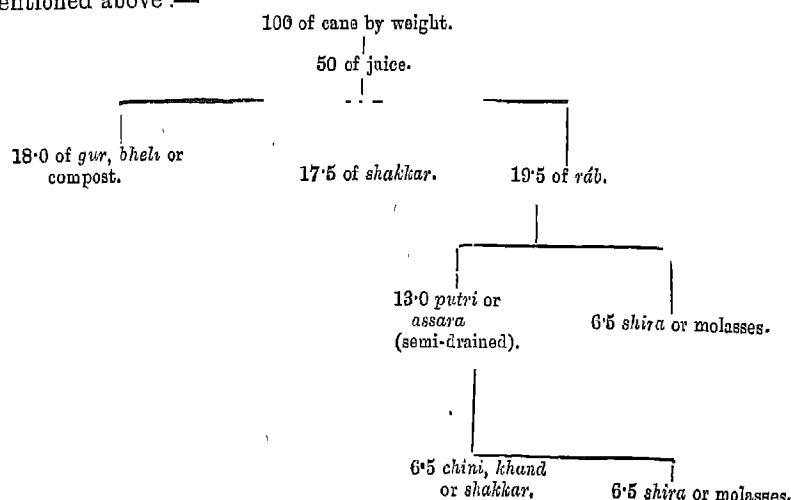 entioned above :—
100 of cane by weight.
50 of juice.
18·0 of gur, bheli or
compost.
17·5 of shakkar.
19·5 of ráb.
13·0 putri or
assara
(semi-drained).
6·5 shira or molasses.
6·5 chini, khand
or shakkar.
6·5 shira or molasses.